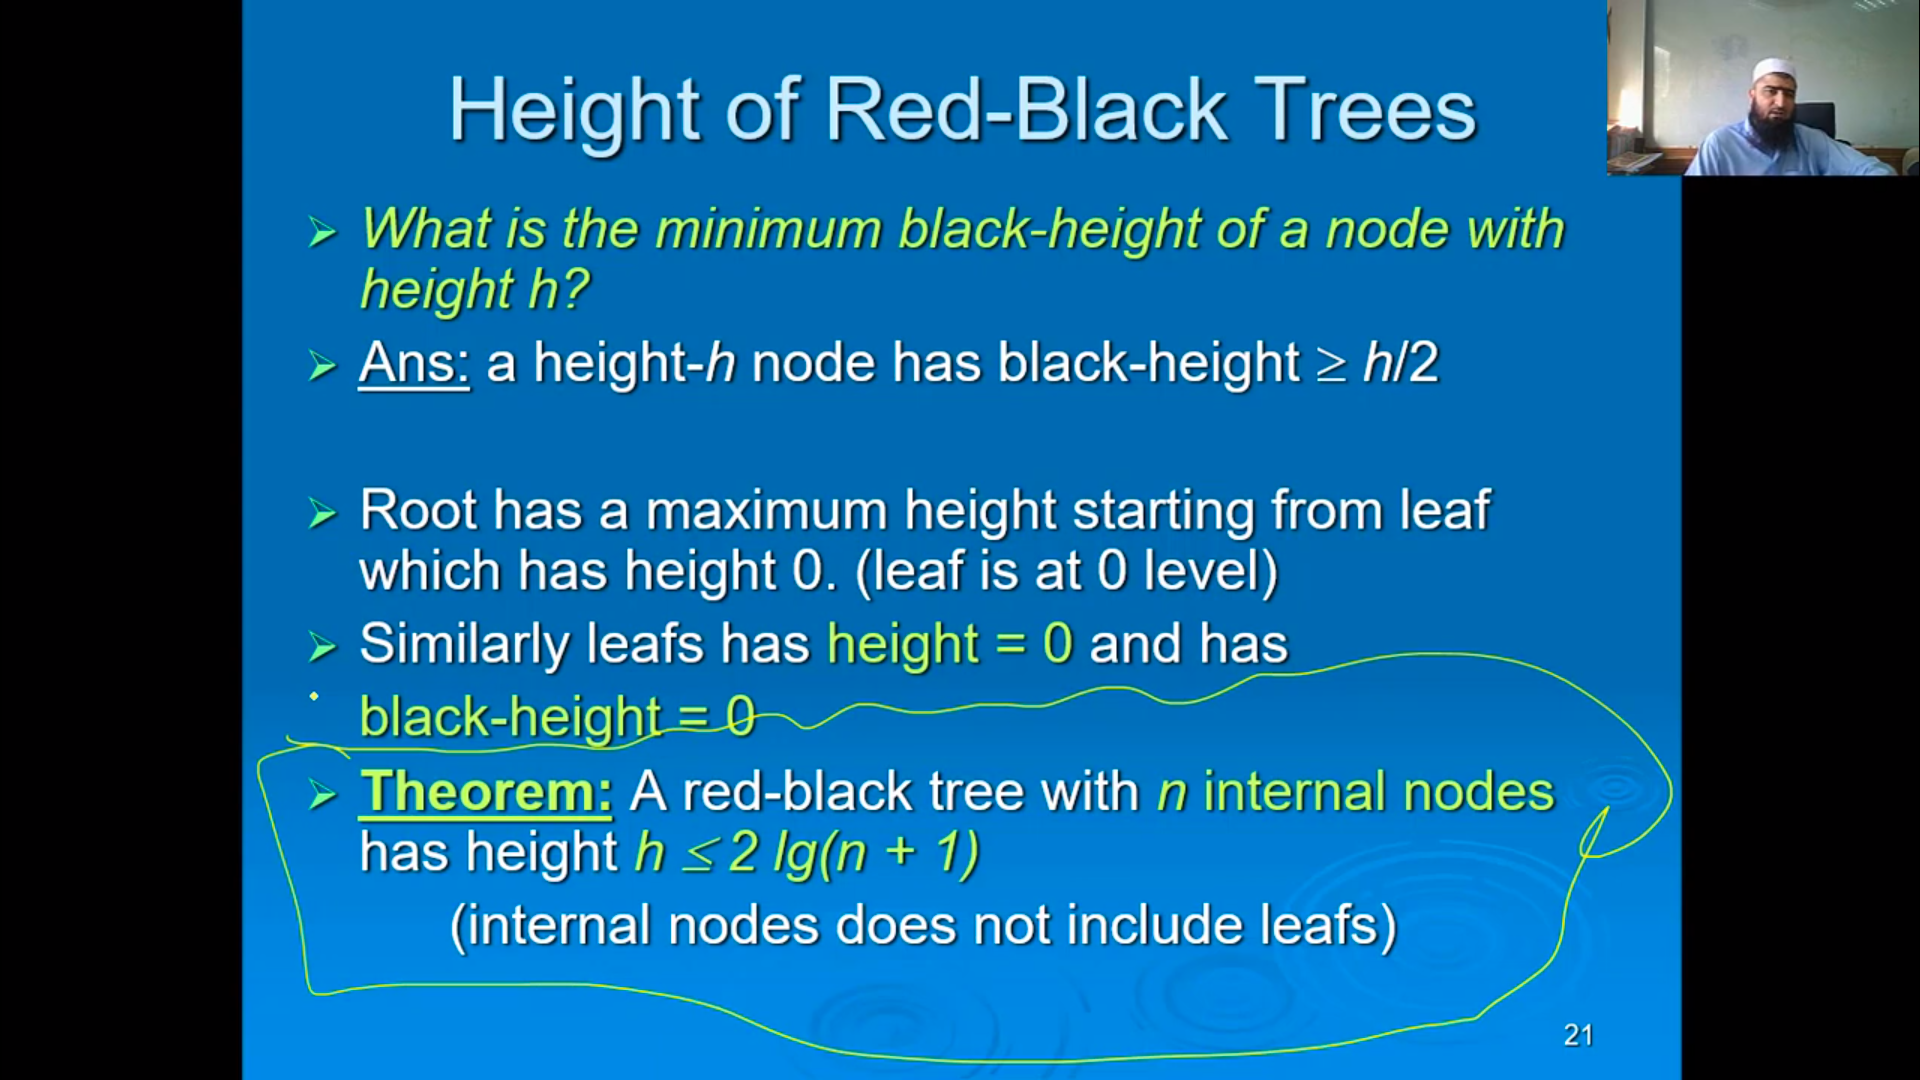 Height of Red-Black Trees
What is the minimum black-height of a node with
height h?
Ans: a height-h node has black-height ≥ h/2
Root has a maximum height starting from leaf
which has height 0. (leaf is at 0 level)
Similarly leafs has height = 0 and has
black-height = 0
Theorem: A red-black tree with n internal nodes
has height h ≤ 2 lg(n + 1)
(internal nodes does not include leafs)
21